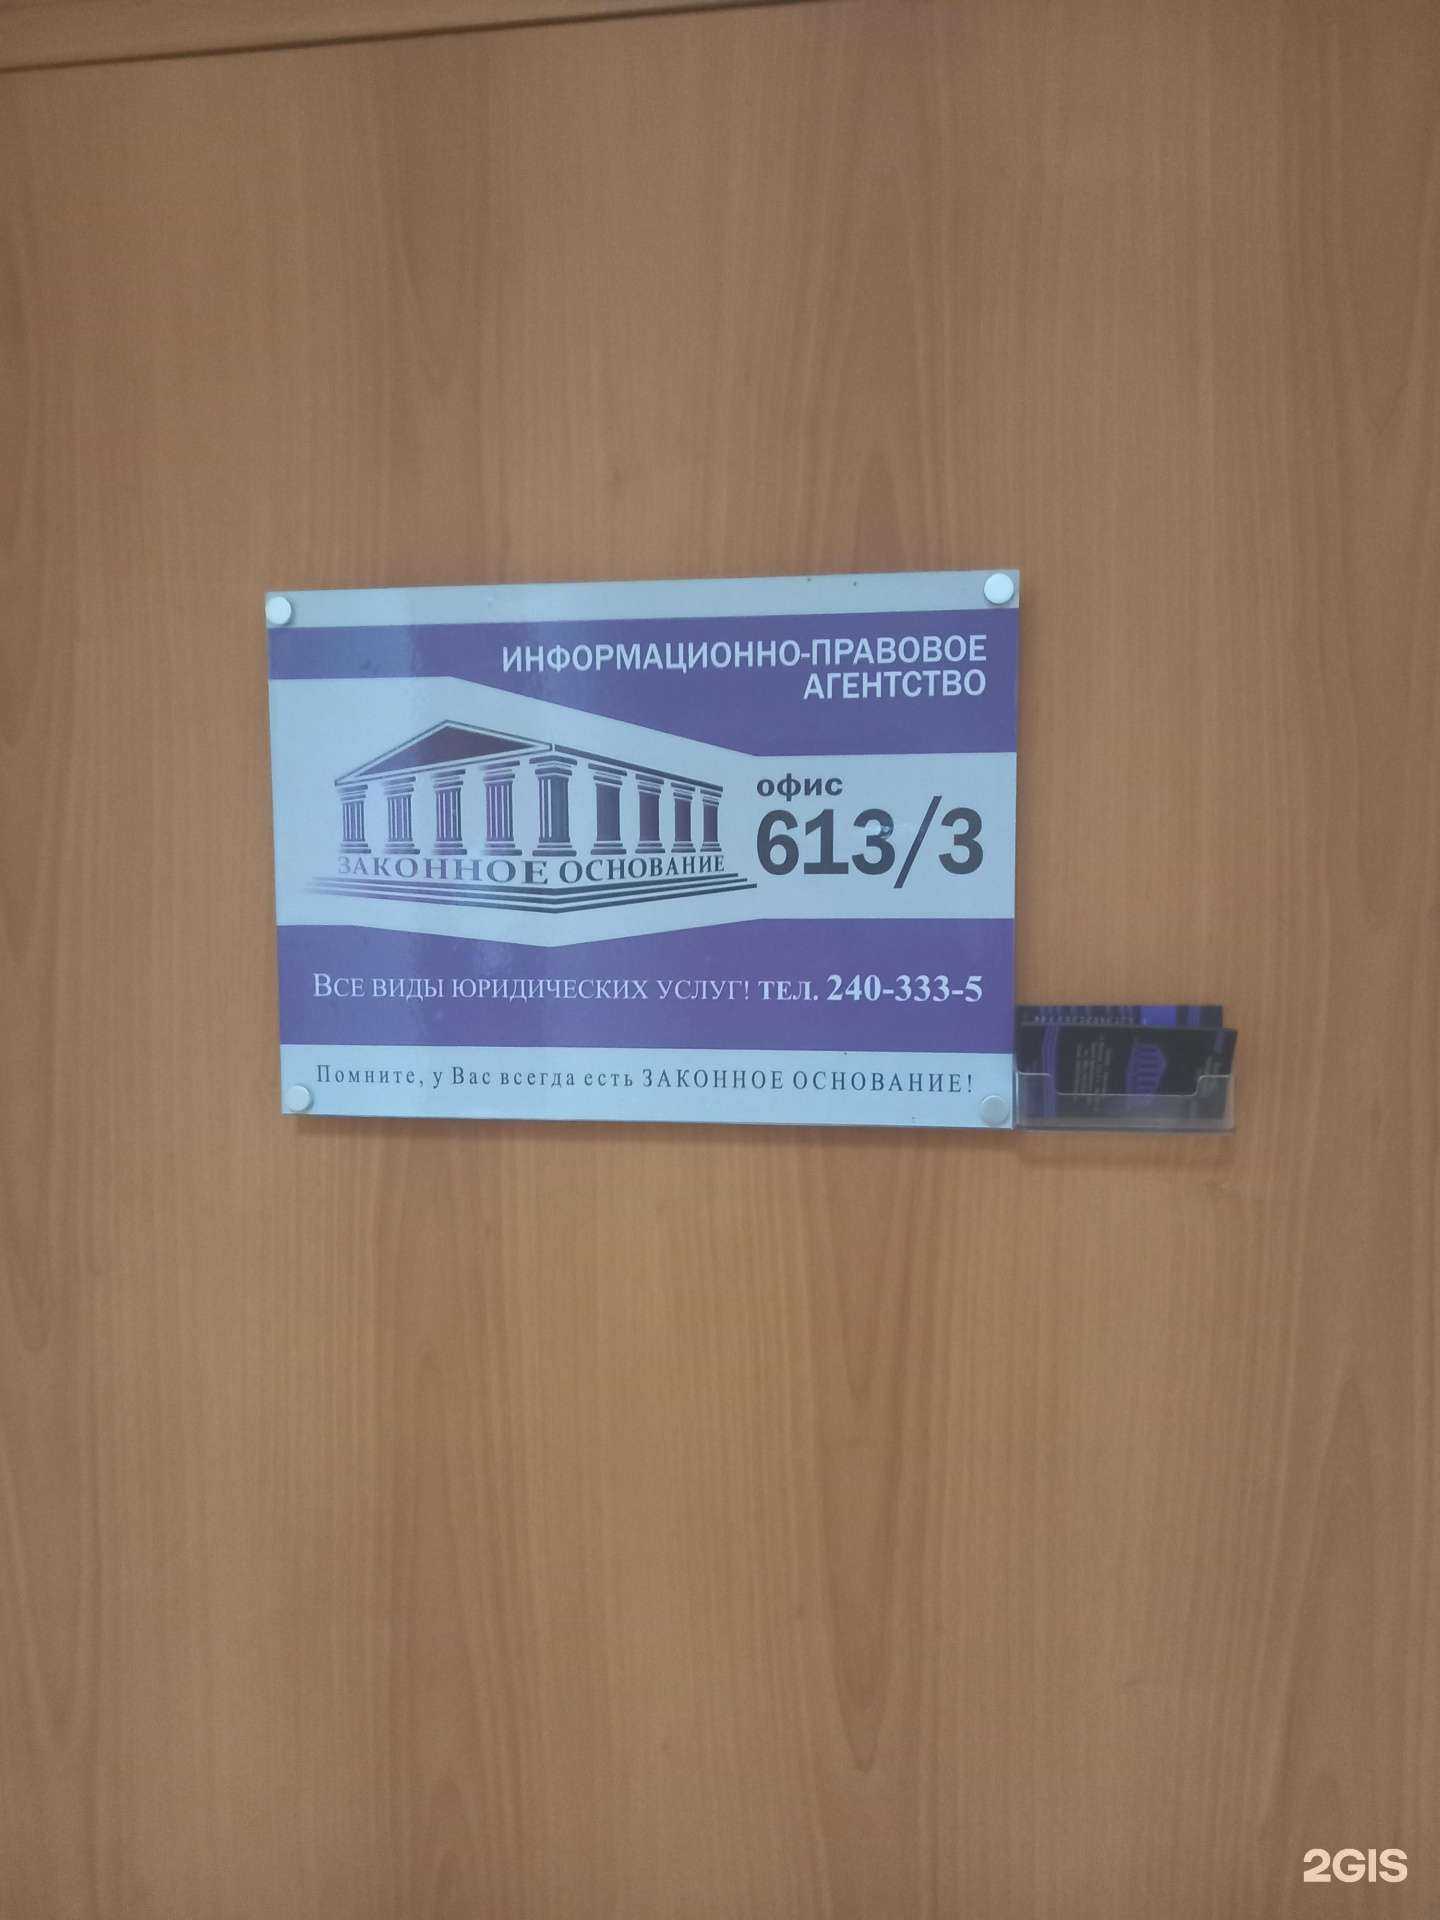 ИНФОРМАЦИОННО-ПРАВОВОЕ
АГЕНТСТВО
офис
613/3
ЗАКОННОЕ ОСНОВАНИЕ
ВСЕ ВИДЫ ЮРИДИЧЕСКИХ УСЛУГ! ТЕЛ. 240-333-5
Помните, у Вас всегда есть ЗАКОННОЕ ОСНОВАНИЕ!
2GIS